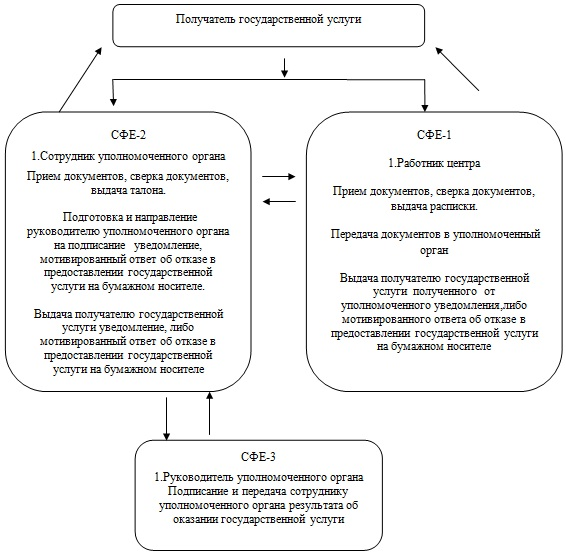 Получатель государственной услуги
СФЕ-2
1.Сотрудник уполномоченного органа
Прием документов, сверка документов,
выдача талона.
Подготовка и направление
руководителю уполномоченного органа
на подписание уведомление,
мотивированный ответ об отказе в
предоставлении государственной
услуги на бумажном носителе.
Выдача получателю государственной
услуги уведомление, либо
мотивированный ответ об отказе в
предоставлении государственной
услуги на бумажном носителе
СФЕ-1
1.Работник центра
Прием документов, сверка документов,
выдача расписки.
Передача документов в уполномоченный
орган
Выдача получателю государственной
услуги полученного от
уполномоченного уведомления,либо
мотивированного ответа об отказе в
предоставлении государственной услуги
на бумажном носителе
СФЕ-3
1.Руководитель уполномоченного органа
Подписание и передача сотруднику
уполномоченного органа результата об
оказании государственной услуги